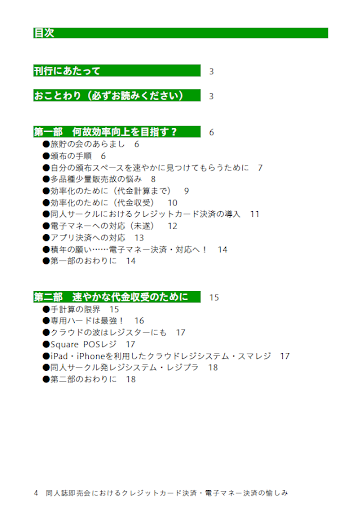 目次
刊行にあたって 3
おことわり（必ずお読みください） 3
第一部 何故効率向上を目指す？ 6
●旅貯の会のあらまし 6
●頒布の手順 6
●自分の頒布スペースを速やかに見つけてもらうために 7
●多品種少量販売故の悩み 8
●効率化のために（代金計算まで） 9
●効率化のために（代金収受） 10
●同人サークルにおけるクレジットカード決済の導入 11
●電子マネーへの対応（未遂） 12
●アプリ決済への対応 13
●積年の願い……電子マネー決済・対応へ！ 14
●第一部のおわりに 14
第二部 速やかな代金収受のために 15
●手計算の限界 15
●専用ハードは最強！ 16
●クラウドの波はレジスターにも 17
●Square POSレジ 17
●iPad・iPhoneを利用したクラウドレジシステム・スマレジ 17
●同人サークル発レジシステム・レジプラ 18
●第二部のおわりに 18
4 同人誌即売会におけるクレジットカード決済・電子マネー決済の愉しみ